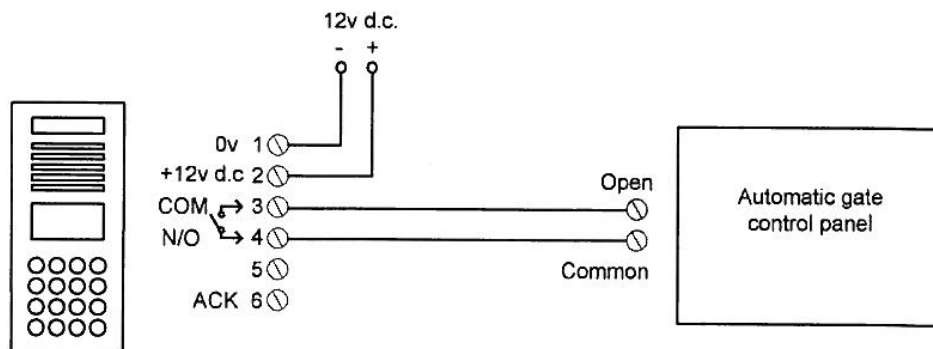 12v d.c.
- +
0v 1
+12v d.c 2
COM 3
N/O 4
5
ACK 6
Open
Common
Automatic gate
control panel